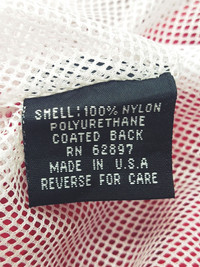 SHELL: 100% NYLON
POLYURETHANE
COATED BACK
RN 62897
MADE IN U.S.A
REVERSE FOR CARE